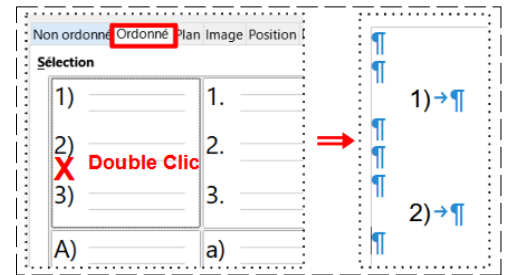 Non ordonné Ordonné Plan Image Position
Sélection
1) 1.
2) 2.
X Double Clic
3) 3.
A) a)
¶
¶
1)→¶
¶
¶
¶
2)→¶
¶